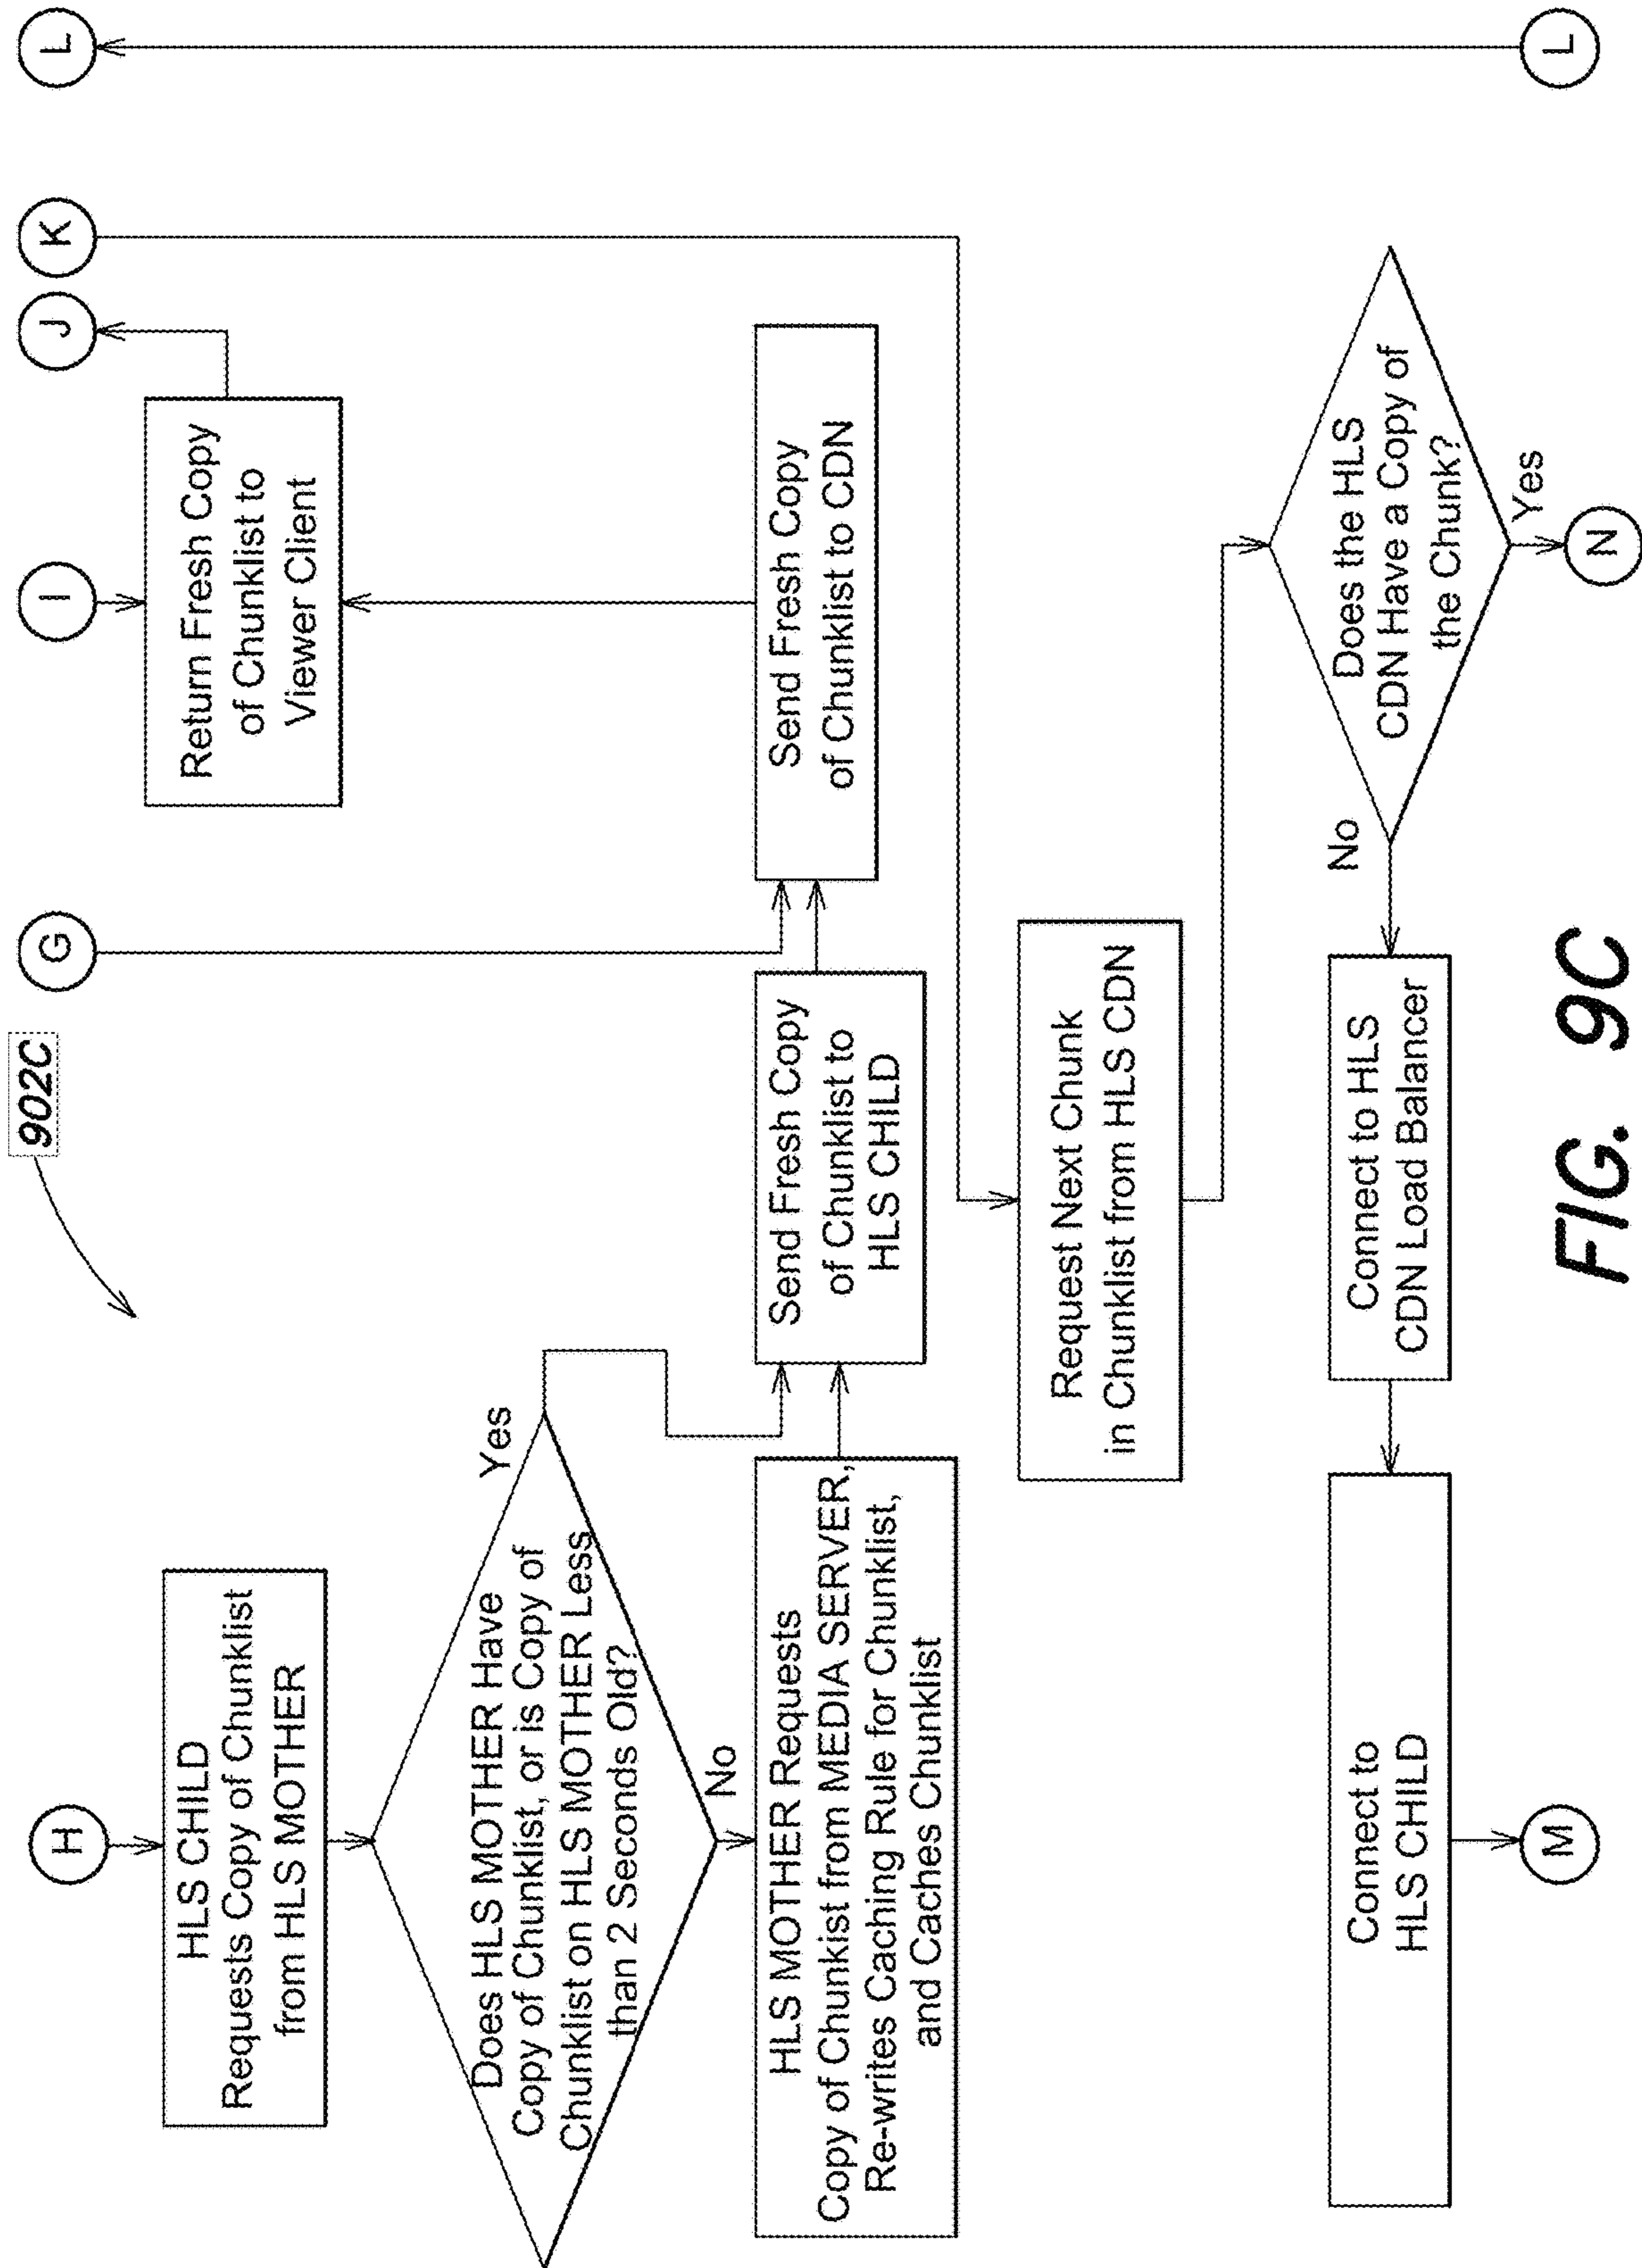 902C
H
G
I
J
K
L
HLS CHILD
Requests Copy of Chunklist
from HLS MOTHER
Return Fresh Copy
of Chunklist to
Viewer Client
Does HLS MOTHER Have
Copy of Chunklist, or is Copy of
Chunklist on HLS MOTHER Less
than 2 Seconds Old?
Yes
No
HLS MOTHER Requests
Copy of Chunkist from MEDIA SERVER,
Re-writes Caching Rule for Chunklist,
and Caches Chunklist
Send Fresh Copy
of Chunklist to
HLS CHILD
Send Fresh Copy
of Chunklist to CDN
Request Next Chunk
in Chunklist from HLS CDN
Connect to
HLS CHILD
Connect to HLS
CDN Load Balancer
No
Does the HLS
CDN Have a Copy of
the Chunk?
Yes
M
N
L
FIG. 9C